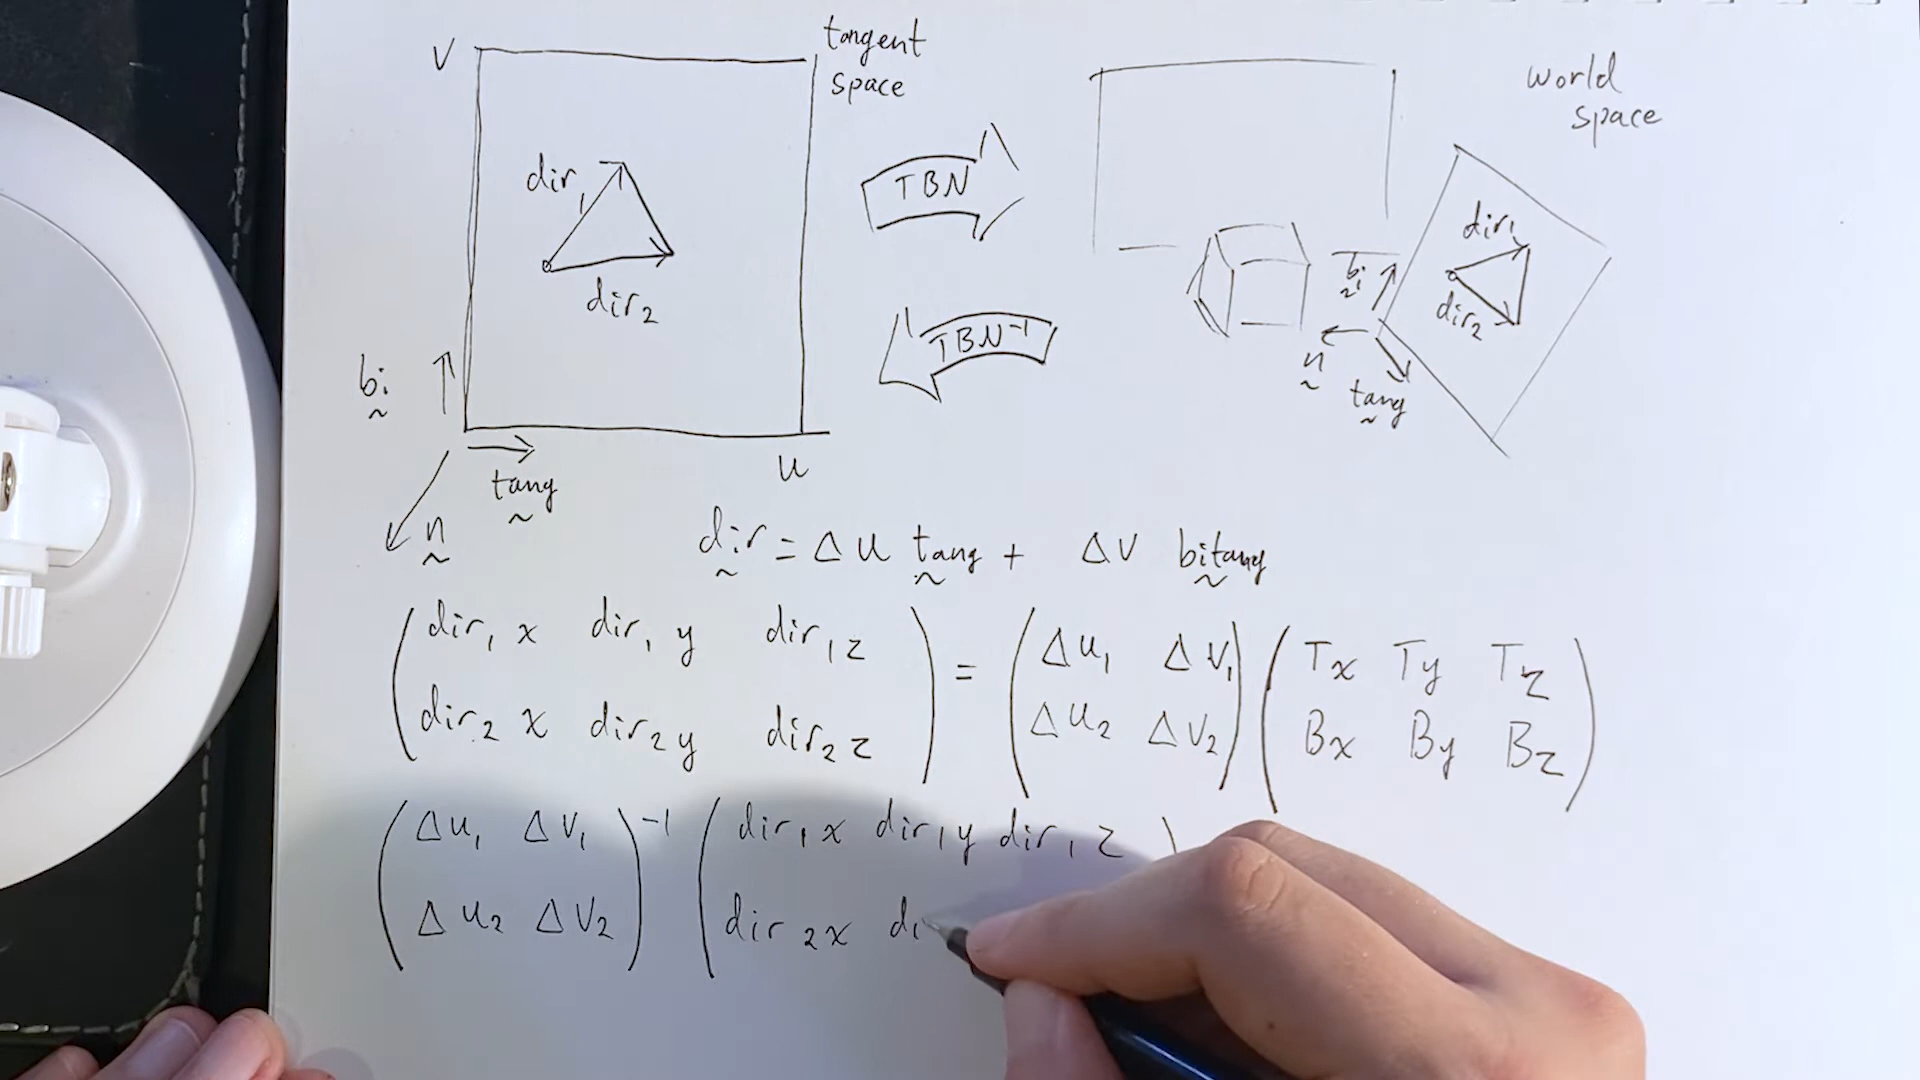 V
tangent
space
dir₁
dir₂
bi
n
tang
U
TBN
TBN⁻¹
world
space
dir₁
dir₂
bi
n
tang
dir = Δu tang + Δv bitang
dir₁x dir₁y dir₁z = Δu₁ Δv₁ Tx Ty Tz
dir₂x dir₂y dir₂z Δu₂ Δv₂ Bx By Bz
Δu₁ Δv₁ ⁻¹ dir₁x dir₁y dir₁z
Δu₂ Δv₂ dir₂x di